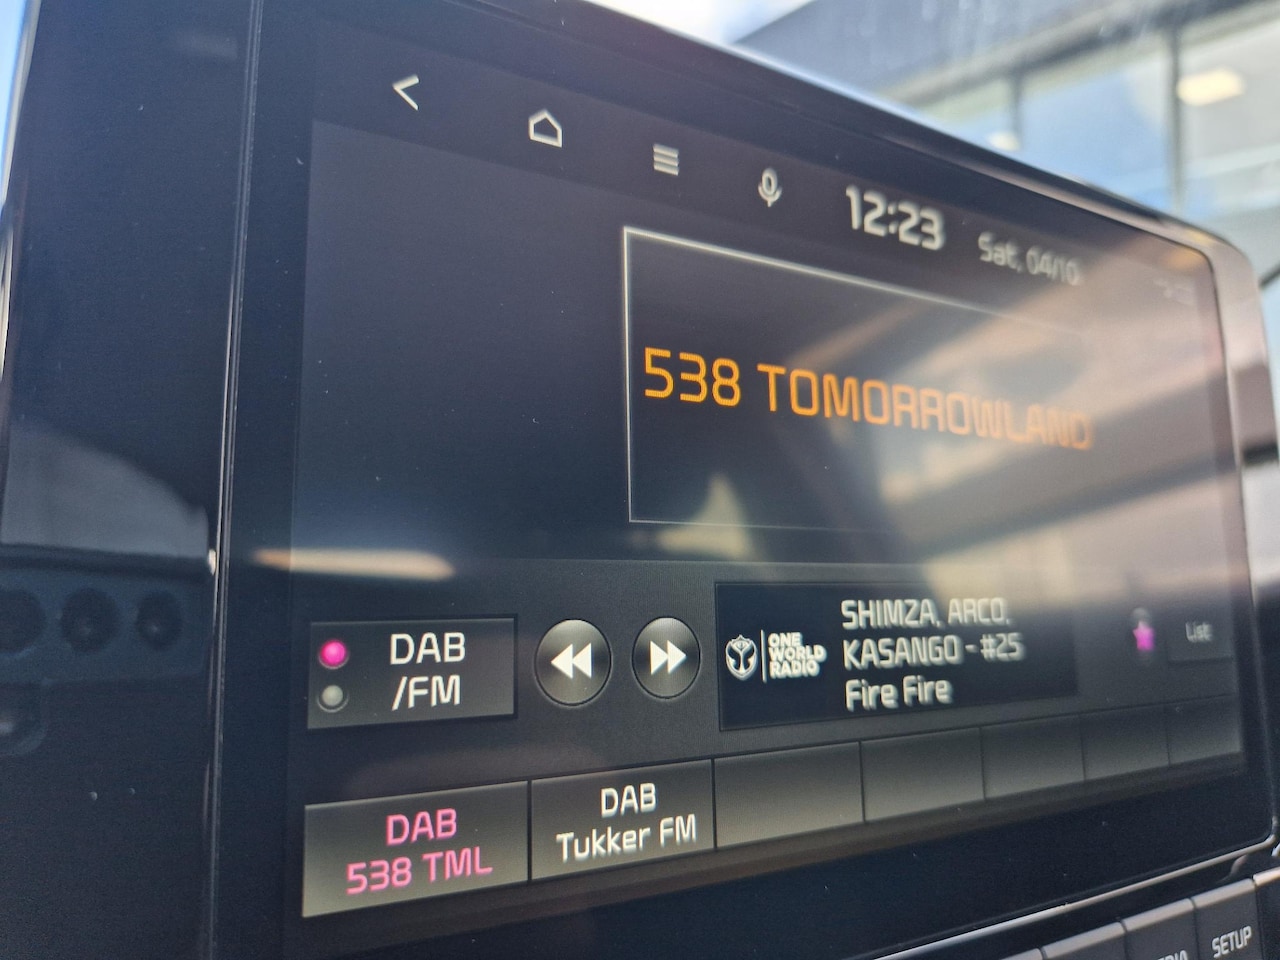 12:23
Sat, 04/10
538 TOMORROWLAND
DAB
/FM
ONE
WORLD
RADIO
SHIMZA, ARCO,
KASANGO - #25
Fire Fire
List
DAB
538 TML
DAB
Tukker FM
SETUP